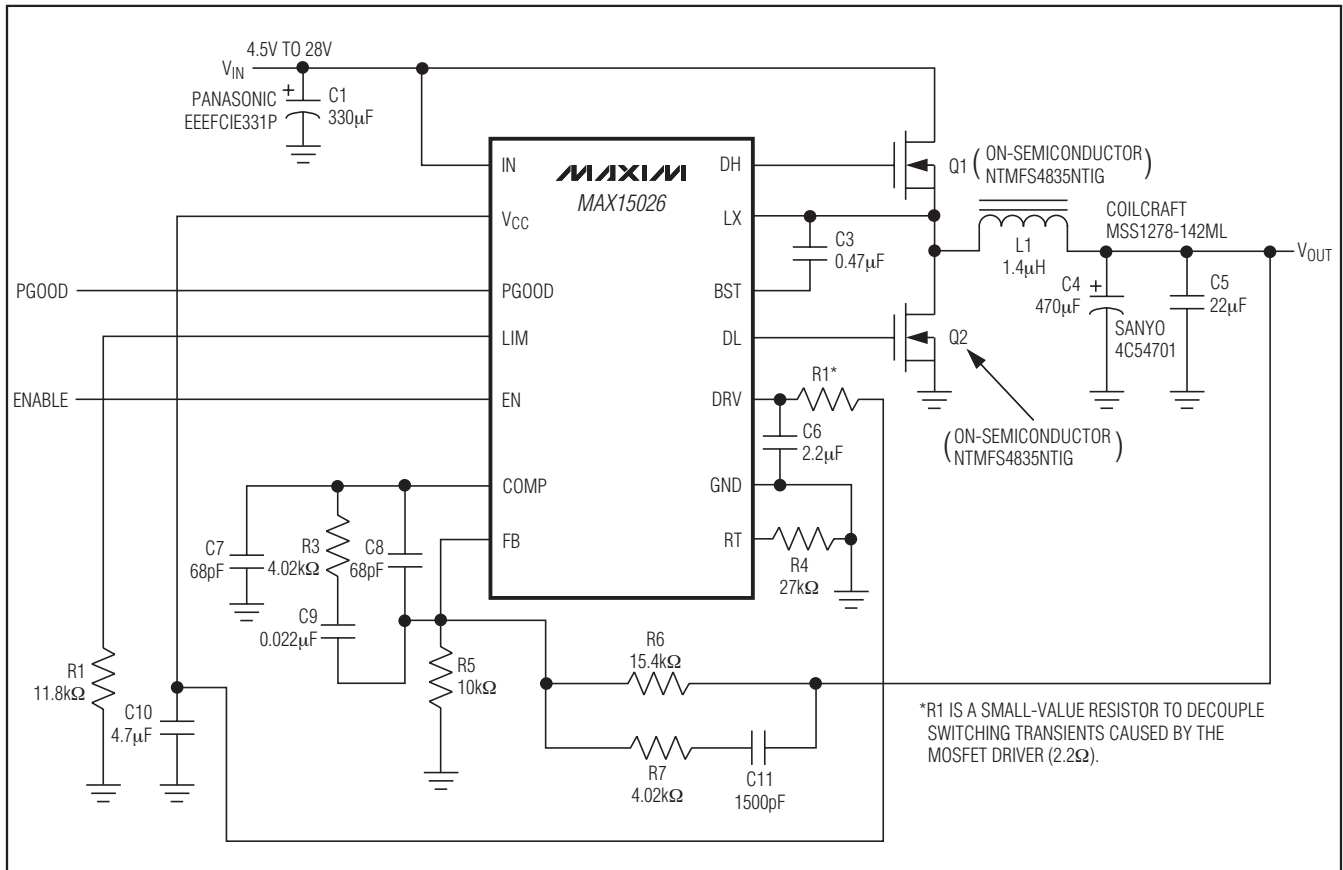 4.5V TO 28V
VIN
PANASONIC
EEEFCIE331P
+
C1
330µF
IN
VCC
PGOOD
PGOOD
LIM
ENABLE
EN
COMP
FB
MAXIM
MAX15026
DH
LX
BST
DL
DRV
GND
RT
Q1
(ON-SEMICONDUCTOR
NTMFS4835NTIG)
C3
0.47µF
L1
1.4µH
COILCRAFT
MSS1278-142ML
VOUT
C4
470µF
+
SANYO
4C54701
C5
22µF
Q2
(ON-SEMICONDUCTOR
NTMFS4835NTIG)
R1*
C6
2.2µF
R4
27kΩ
C7
68pF
R3
4.02kΩ
C8
68pF
C9
0.022µF
R1
11.8kΩ
C10
4.7µF
R5
10kΩ
R6
15.4kΩ
R7
4.02kΩ
C11
1500pF
*R1 IS A SMALL-VALUE RESISTOR TO DECOUPLE
SWITCHING TRANSIENTS CAUSED BY THE
MOSFET DRIVER (2.2Ω).